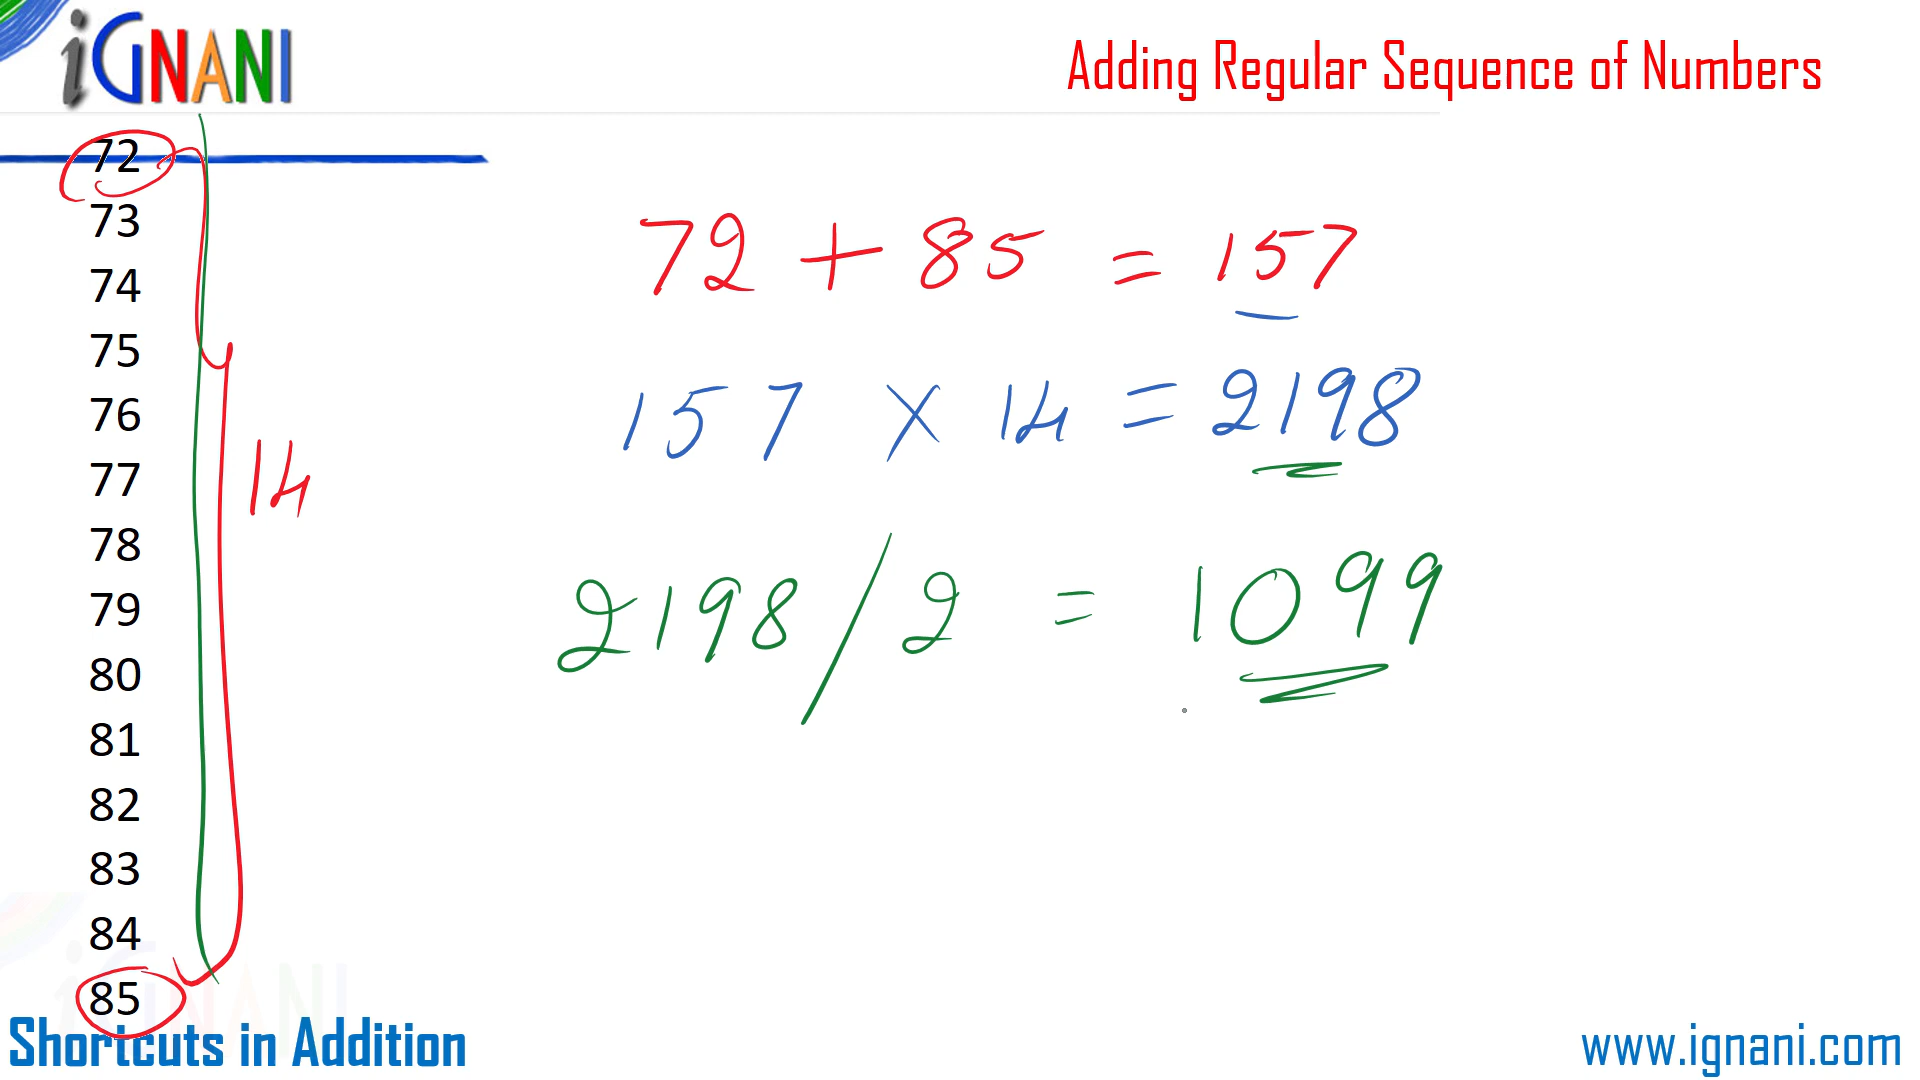 iGNANI
Adding Regular Sequence of Numbers
72
73
74
75
76
77
78
79
80
81
82
83
84
85
14
72 + 85 = 157
157 × 14 = 2198
2198 / 2 = 1099
iGNANI
Shortcuts in Addition
www.ignani.com